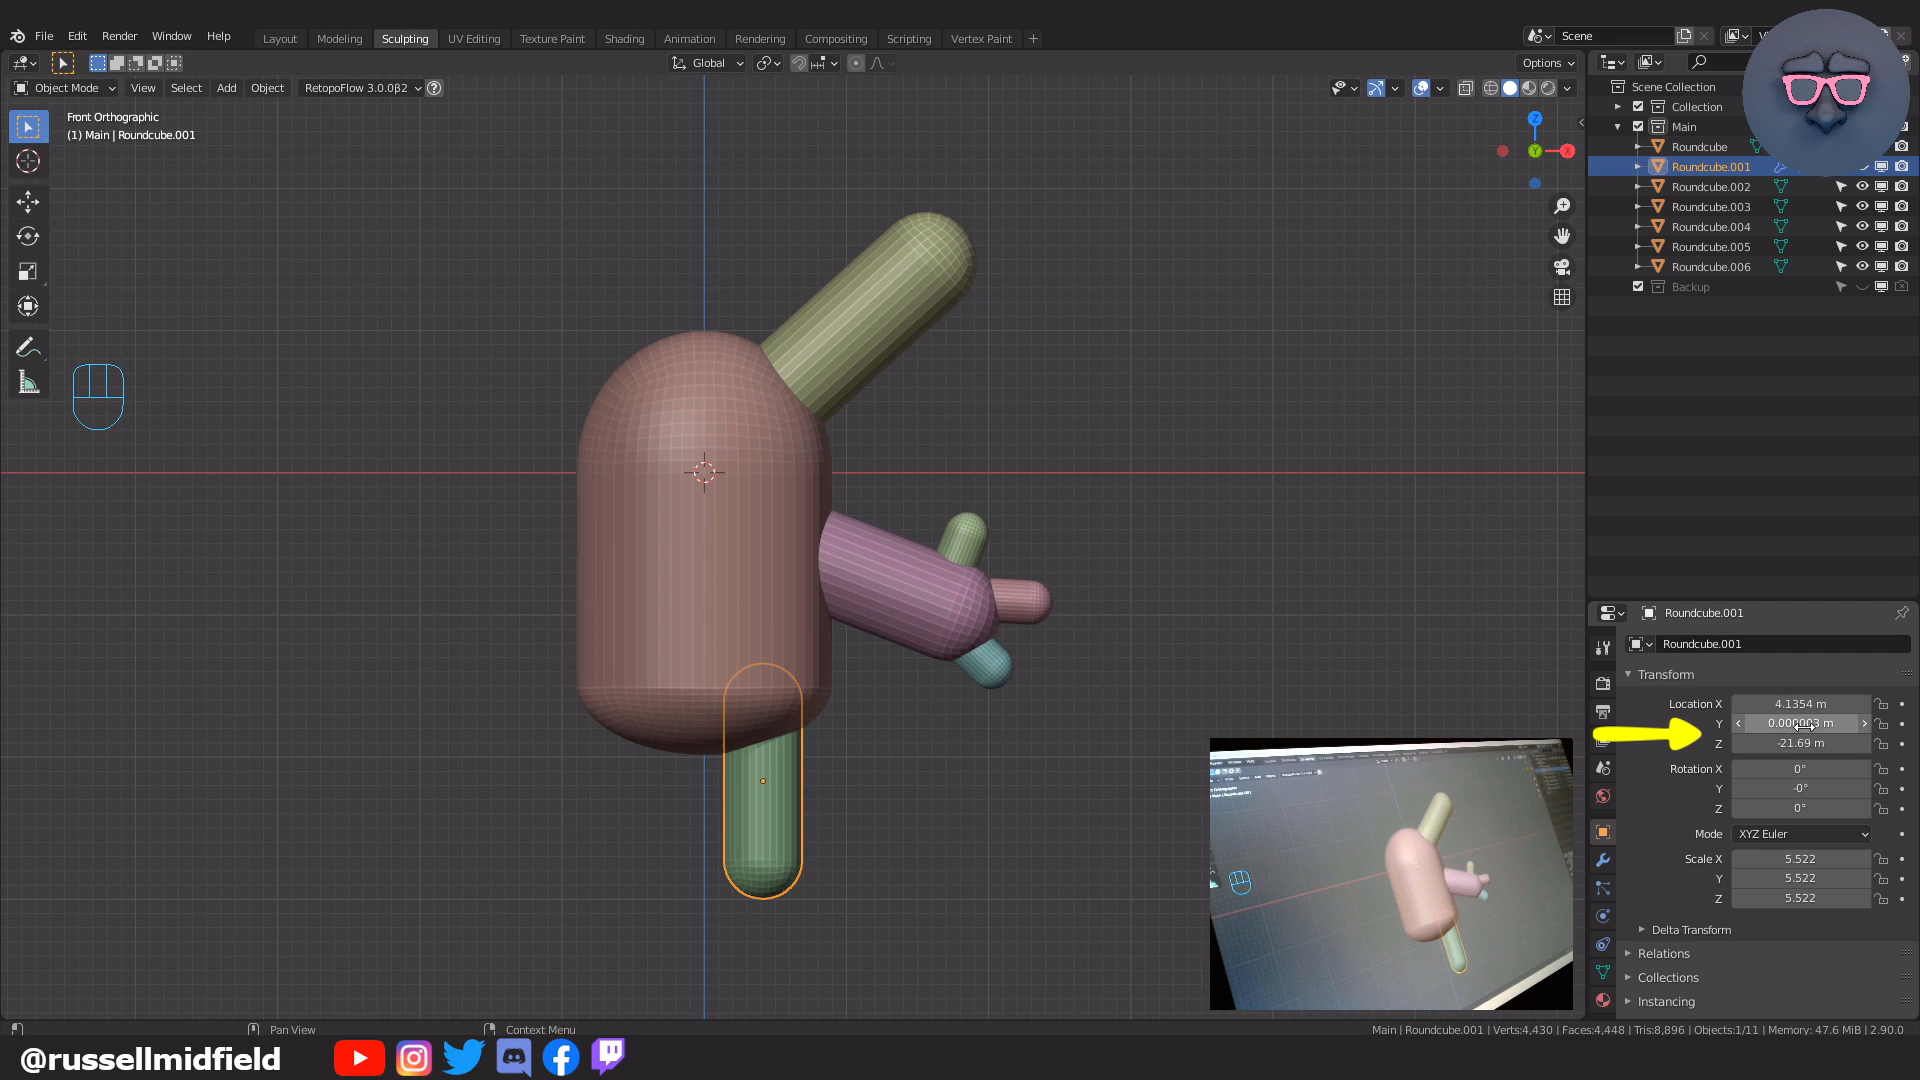 File Edit Render Window Help
Layout Modeling Sculpting UV Editing Texture Paint Shading Animation Rendering Compositing Scripting Vertex Paint +
Scene
Global
Options
Object Mode View Select Add Object RetopoFlow 3.0.0β2
Front Orthographic
(1) Main | Roundcube.001
Z
Y
X
Scene Collection
Collection
Main
Roundcube
Roundcube.001
Roundcube.002
Roundcube.003
Roundcube.004
Roundcube.005
Roundcube.006
Backup
Roundcube.001
Roundcube.001
Transform
Location X 4.1354 m
Y
Z -21.69 m
Rotation X 0°
Y -0°
Z 0°
Mode XYZ Euler
Scale X 5.522
Y 5.522
Z 5.522
Delta Transform
Relations
Collections
Instancing
Pan View
Context Menu
Main | Roundcube.001 | Verts:4,430 | Faces:4,448 | Tris:8,896 | Objects:1/11 | Memory: 47.6 MiB | 2.90.0
@russellmidfield